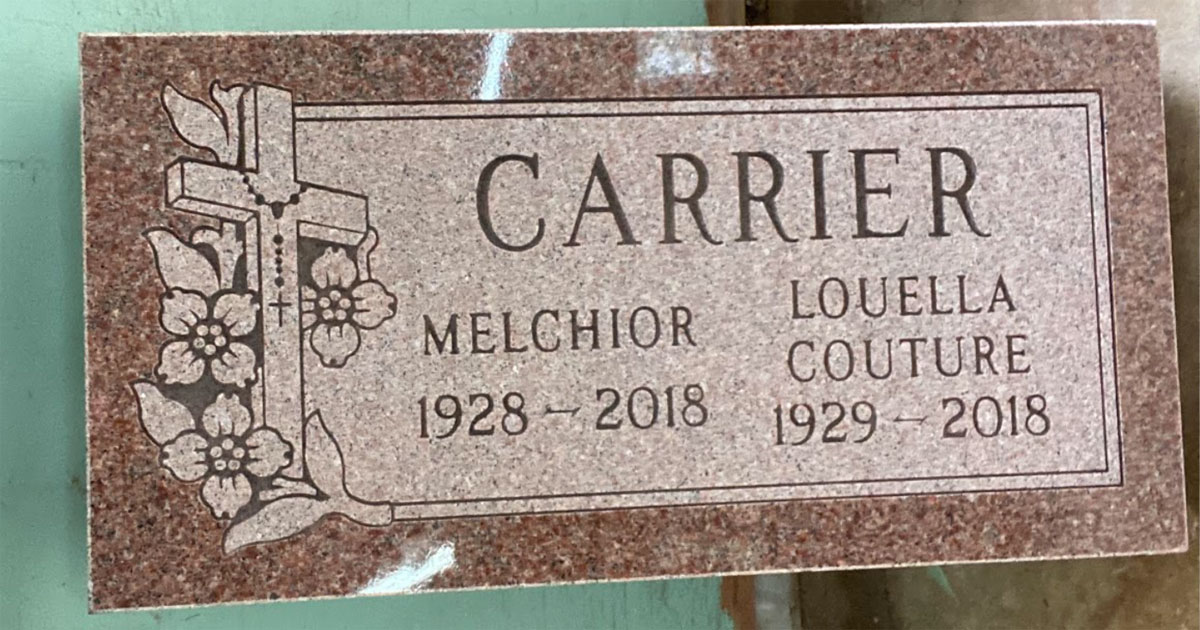 CARRIER
MELCHIOR
1928 – 2018
LOUELLA
COUTURE
1929 – 2018